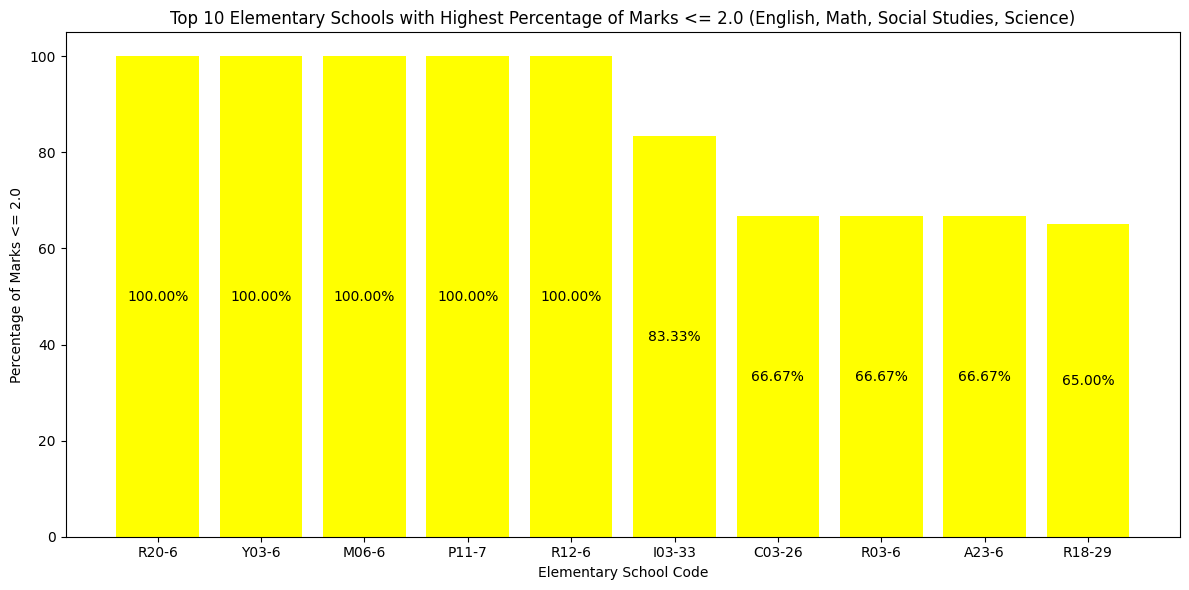 Top 10 Elementary Schools with Highest Percentage of Marks <= 2.0 (English, Math, Social Studies, Science)
Percentage of Marks <= 2.0
100
80
60
40
20
0
100.00%
100.00%
100.00%
100.00%
100.00%
83.33%
66.67%
66.67%
66.67%
65.00%
R20-6
Y03-6
M06-6
P11-7
R12-6
I03-33
C03-26
R03-6
A23-6
R18-29
Elementary School Code